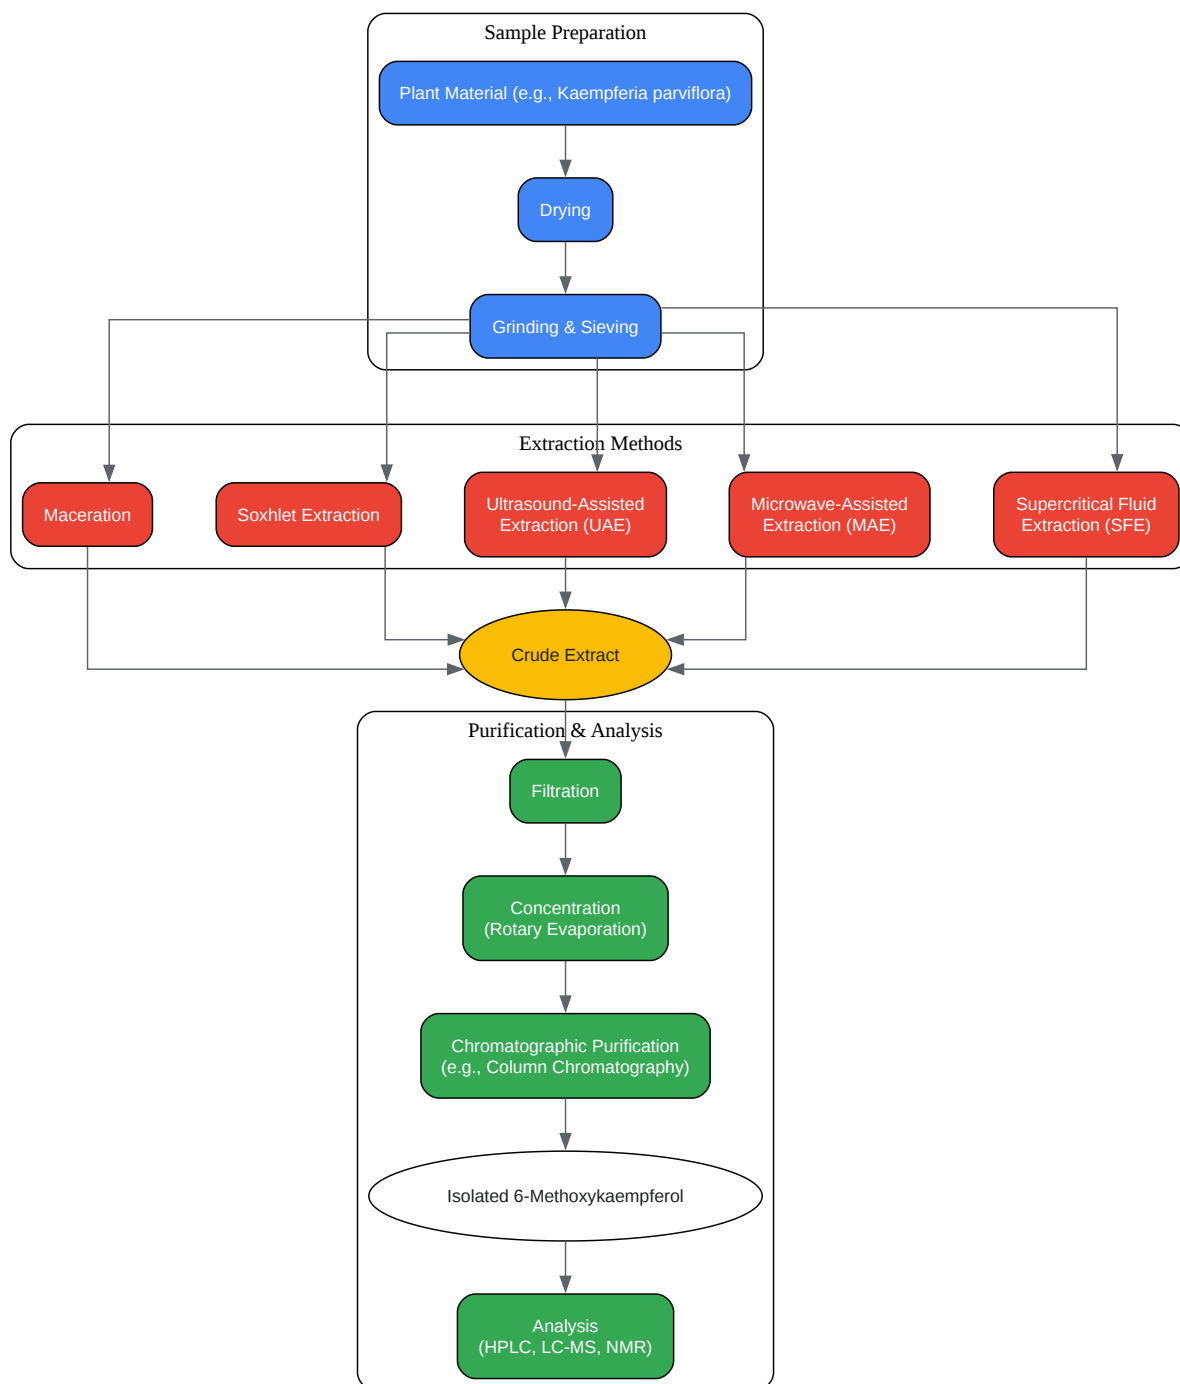 Sample Preparation
Plant Material (e.g., Kaempferia parviflora)
Drying
Grinding & Sieving
Extraction Methods
Maceration
Soxhlet Extraction
Ultrasound-Assisted
Extraction (UAE)
Microwave-Assisted
Extraction (MAE)
Supercritical Fluid
Extraction (SFE)
Crude Extract
Purification & Analysis
Filtration
Concentration
(Rotary Evaporation)
Chromatographic Purification
(e.g., Column Chromatography)
Isolated 6-Methoxykaempferol
Analysis
(HPLC, LC-MS, NMR)